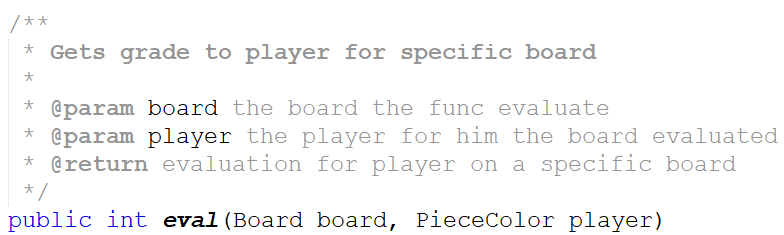 /**
 * Gets grade to player for specific board
 *
 * @param board the board the func evaluate
 * @param player the player for him the board evaluated
 * @return evaluation for player on a specific board
 */
public int eval(Board board, PieceColor player)